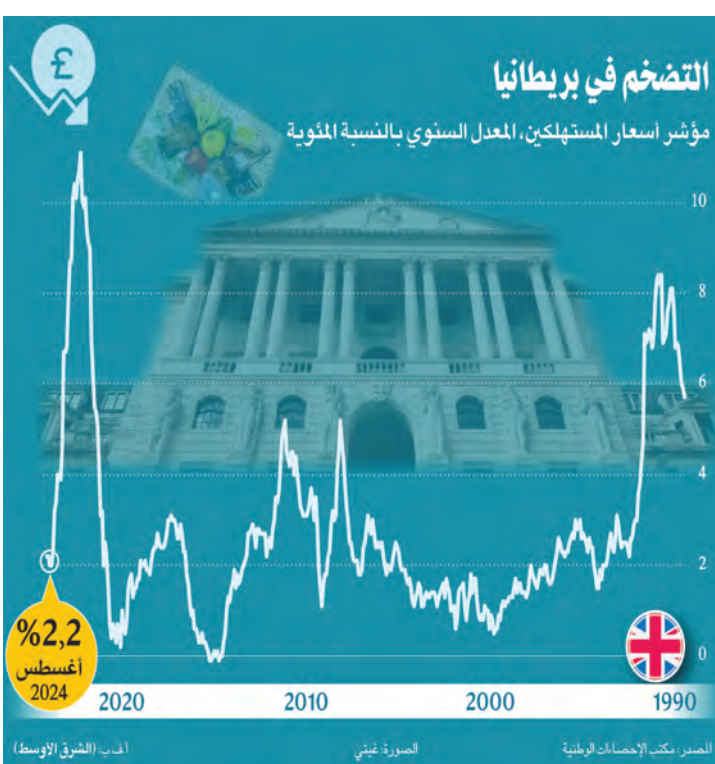 التضخم في بريطانيا
مؤشر أسعار المستهلكين، المعدل السنوي بالنسبة المئوية
£
10
8
6
4
2
0
%2,2
أغسطس
2024
1990
2000
2010
2020
المصدر: مكتب الإحصاءات الوطنية
الصورة: غيتي
أ.ف.ب: (الشرق الأوسط)